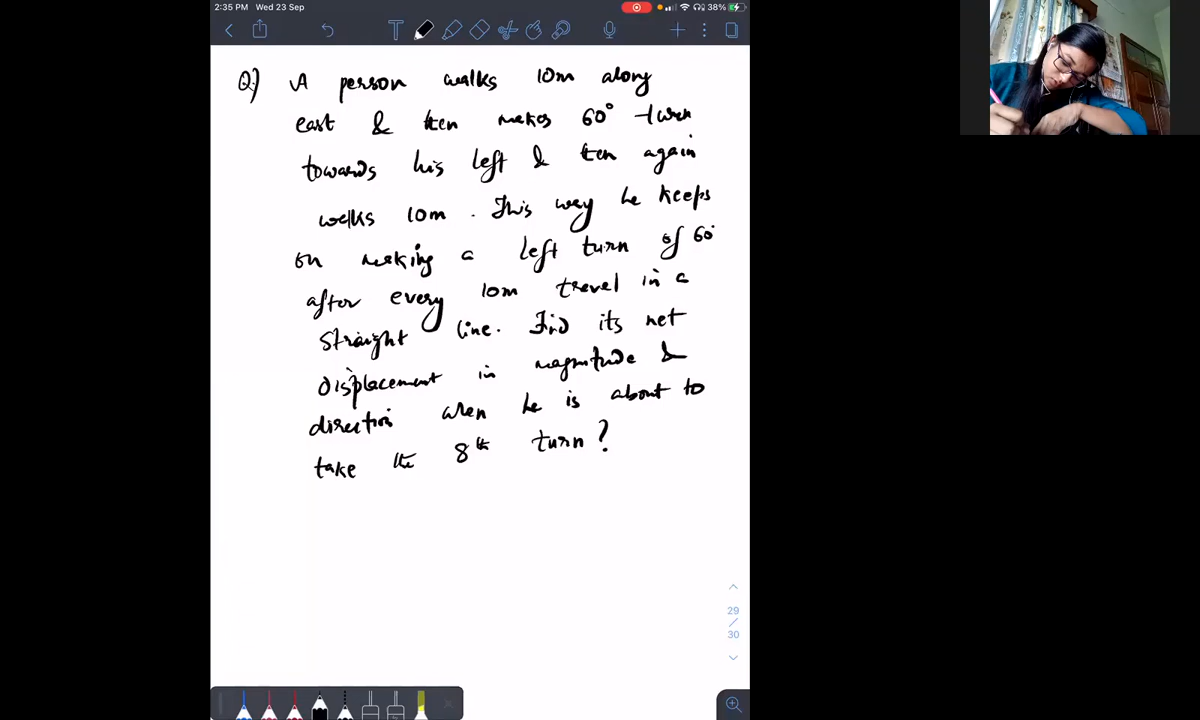 2:35 PM Wed 23 Sep 38%
Q) A person walks 10m along
east & then makes 60° turn
towards his left & then again
walks 10m. This way he keeps
on making a left turn of 60°
after every 10m travel in a
straight line. Find its net
displacement in magnitude &
direction when he is about to
take the 8th turn?
29
/
30